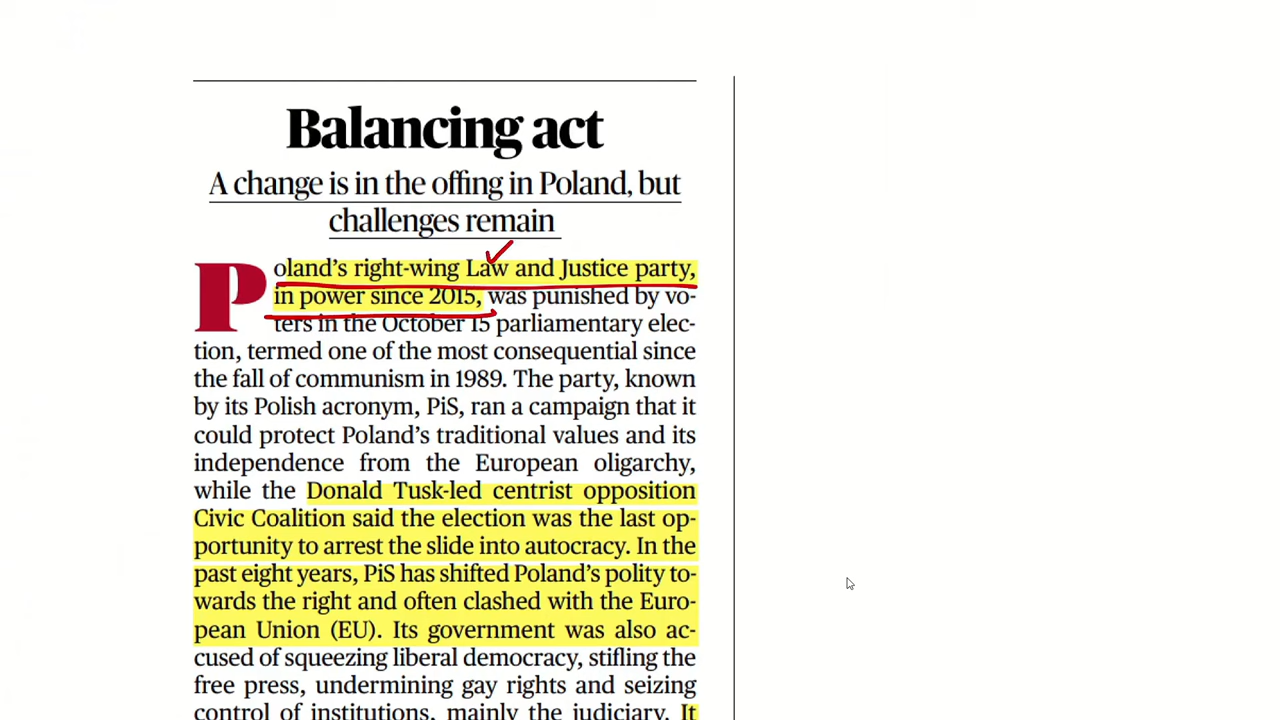 Balancing act
A change is in the offing in Poland, but
challenges remain
Poland's right-wing Law and Justice party,
in power since 2015, was punished by vo-
ters in the October 15 parliamentary elec-
tion, termed one of the most consequential since
the fall of communism in 1989. The party, known
by its Polish acronym, PiS, ran a campaign that it
could protect Poland's traditional values and its
independence from the European oligarchy,
while the Donald Tusk-led centrist opposition
Civic Coalition said the election was the last op-
portunity to arrest the slide into autocracy. In the
past eight years, PiS has shifted Poland's polity to-
wards the right and often clashed with the Euro-
pean Union (EU). Its government was also ac-
cused of squeezing liberal democracy, stifling the
free press, undermining gay rights and seizing
control of institutions, mainly the judiciary. It